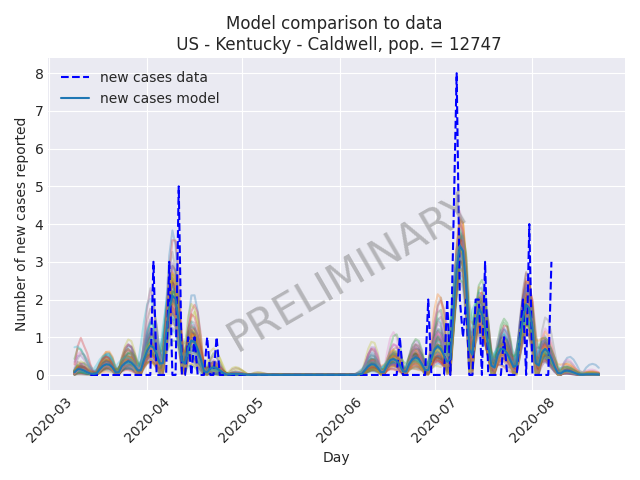 Model comparison to data
US - Kentucky - Caldwell, pop. = 12747
new cases data
new cases model
PRELIMINARY
Number of new cases reported
8
7
6
5
4
3
2
1
0
2020-03
2020-04
2020-05
2020-06
2020-07
2020-08
Day